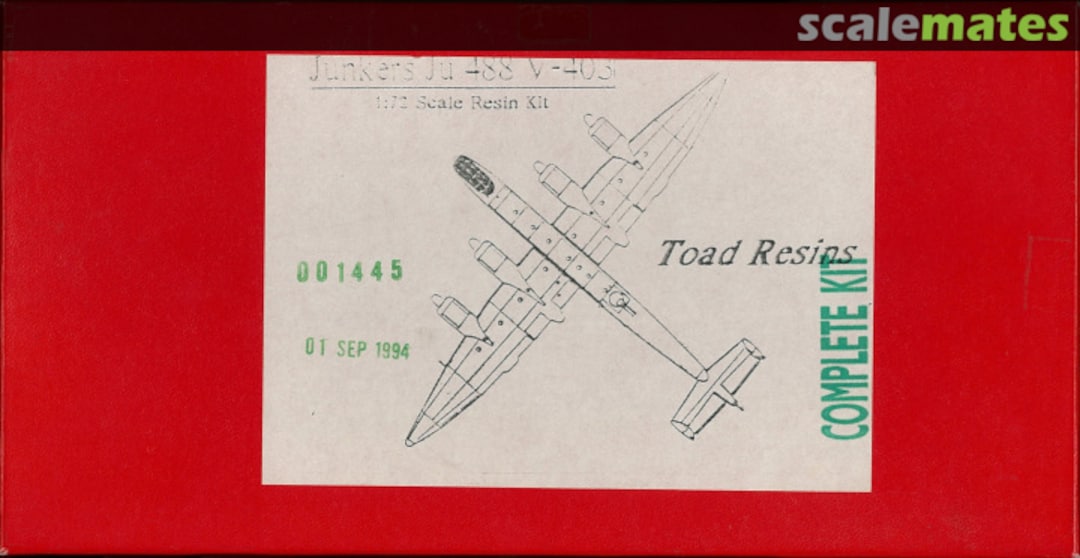 scalemates
Junkers Ju 488 V-403
1:72 Scale Resin Kit
Toad Resins
001445
01 SEP 1994
COMPLETE KIT